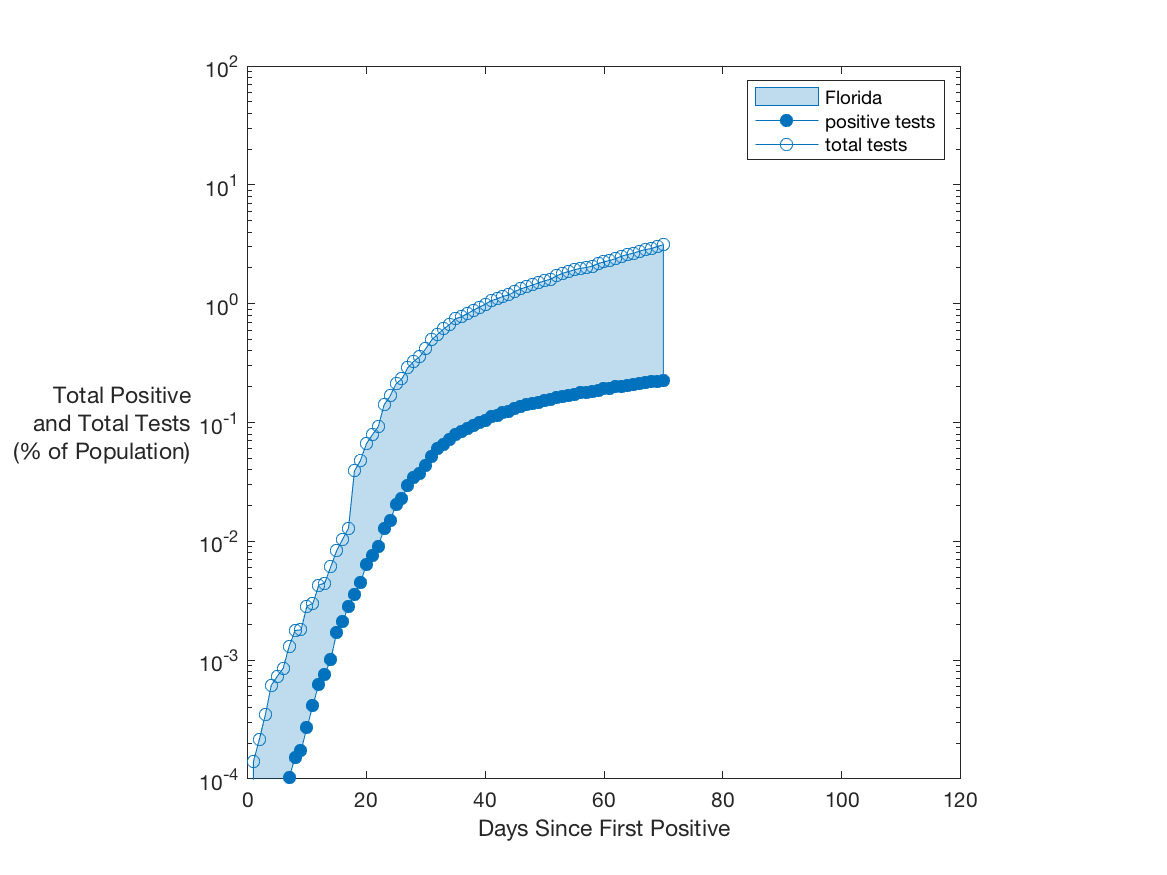 10^2
10^1
10^0
10^-1
10^-2
10^-3
10^-4
Total Positive
and Total Tests
(% of Population)
0 20 40 60 80 100 120
Days Since First Positive
Florida
positive tests
total tests